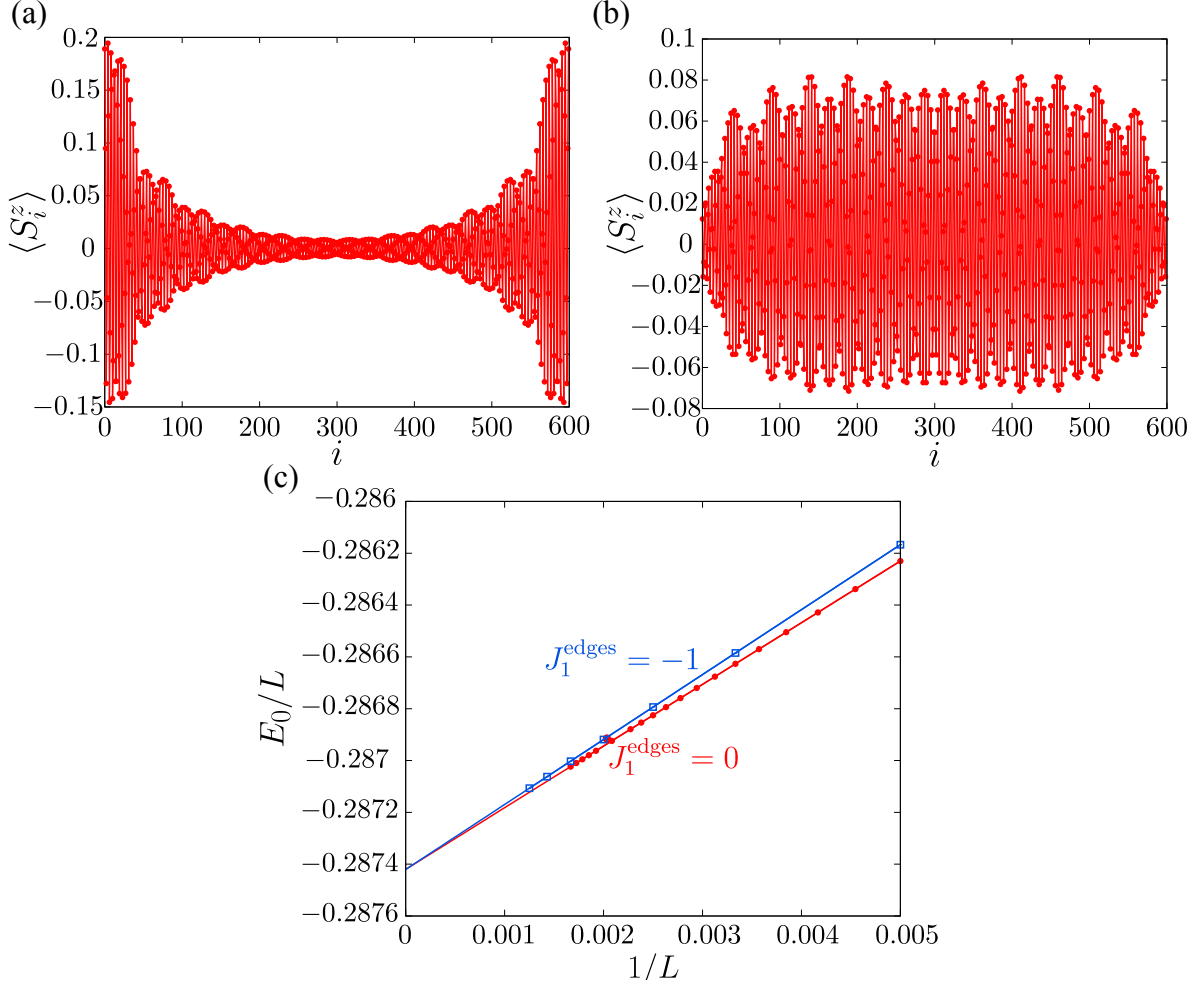 (a)
0.2
0.15
0.1
0.05
0
−0.05
−0.1
−0.15
0 100 200 300 400 500 600
i
⟨S_i^z⟩
(b)
0.1
0.08
0.06
0.04
0.02
0
−0.02
−0.04
−0.06
−0.08
0 100 200 300 400 500 600
i
⟨S_i^z⟩
(c)
−0.286
−0.2862
−0.2864
−0.2866
−0.2868
−0.287
−0.2872
−0.2874
−0.2876
E_0/L
J_1^edges = −1
J_1^edges = 0
0 0.001 0.002 0.003 0.004 0.005
1/L